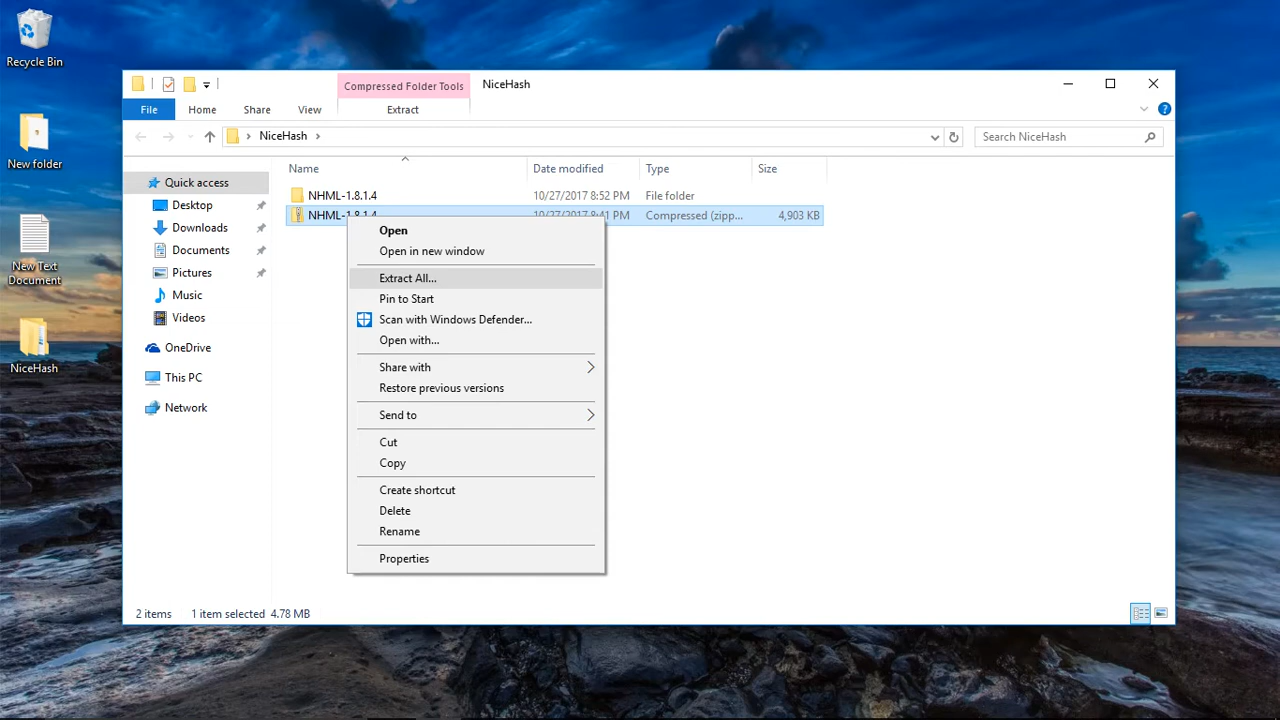 Recycle Bin
New folder
New Text
Document
NiceHash
Compressed Folder Tools
NiceHash
File
Home
Share
View
Extract
NiceHash
Search NiceHash
Name
Date modified
Type
Size
Quick access
Desktop
Downloads
Documents
Pictures
Music
Videos
OneDrive
This PC
Network
NHML-1.8.1.4 10/27/2017 8:52 PM File folder
NHML-1.8.1.4 10/27/2017 8:41 PM Compressed (zipp... 4,903 KB
Open
Open in new window
Extract All...
Pin to Start
Scan with Windows Defender...
Open with...
Share with
Restore previous versions
Send to
Cut
Copy
Create shortcut
Delete
Rename
Properties
2 items 1 item selected 4.78 MB